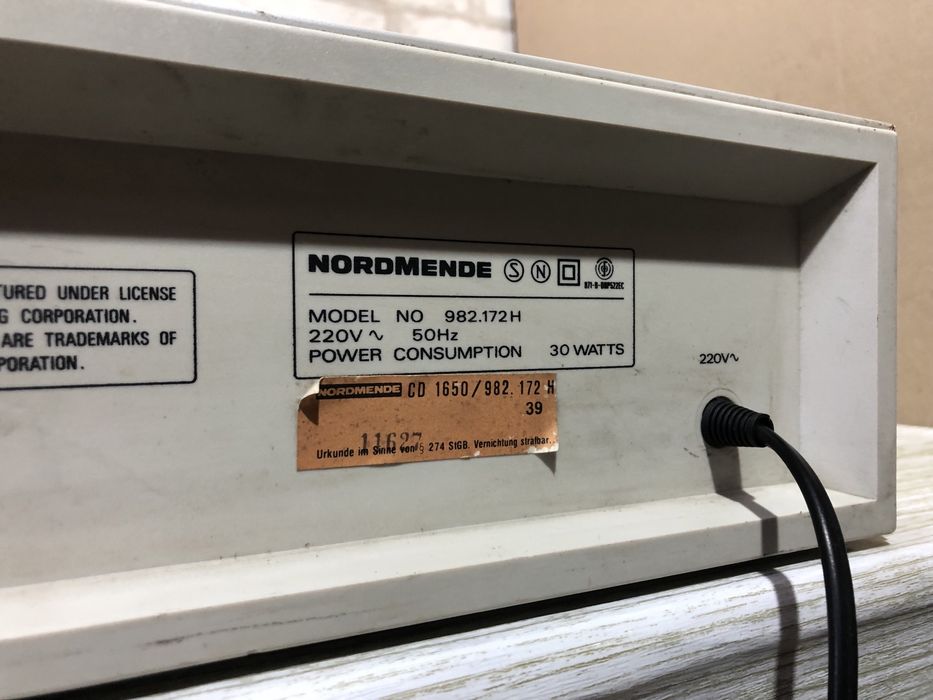 TURED UNDER LICENSE
G CORPORATION.
ARE TRADEMARKS OF
PORATION.
NORDMENDE S N
MODEL NO 982.172H
220V ~ 50Hz
POWER CONSUMPTION 30 WATTS
220V~
NORDMENDE CD 1650/982.172 H
39
11627
Urkunde im Sinne von § 274 StGB. Vernichtung strafbar.